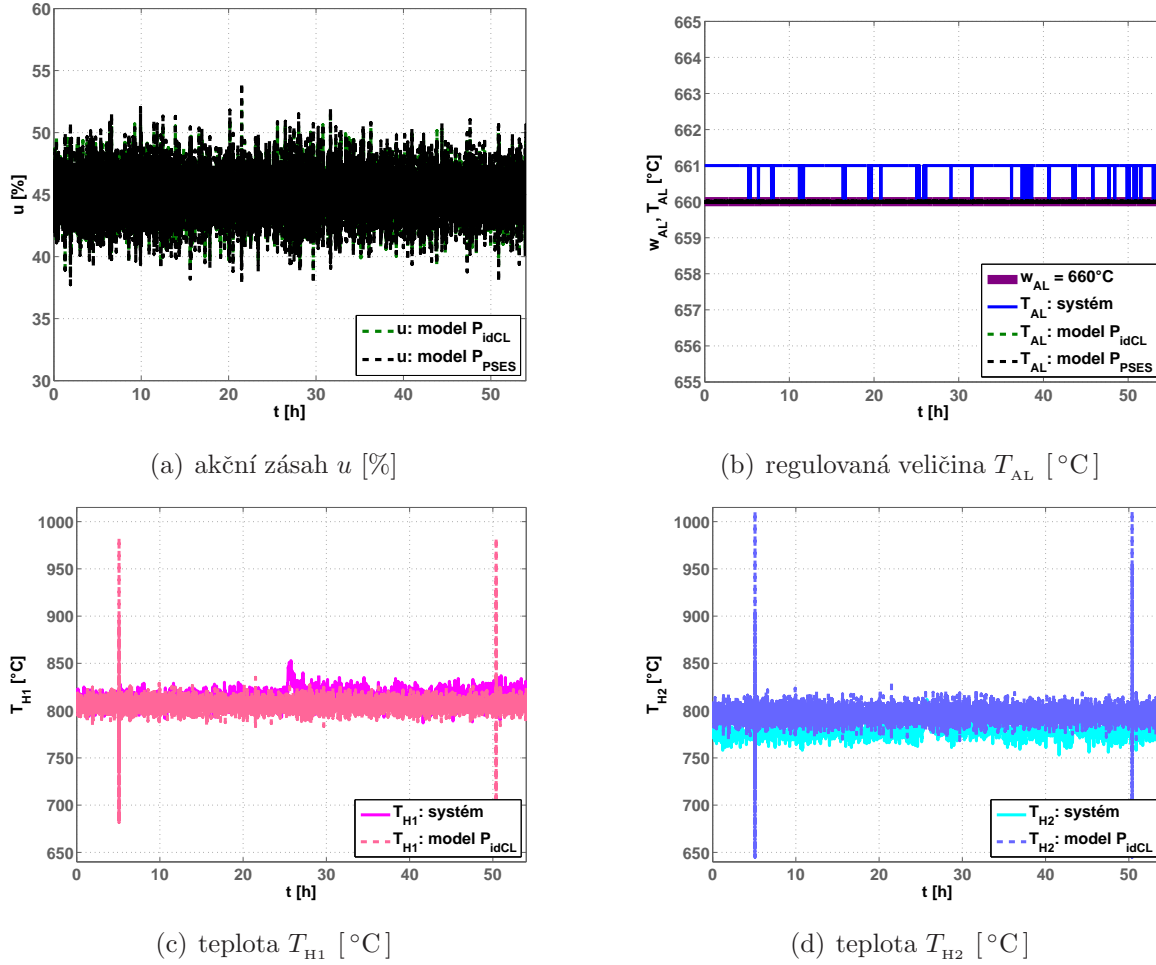 60
55
50
45
40
35
30
u [%]
0 10 20 30 40 50
t [h]
u: model P_idCL
u: model P_PSES
(a) akční zásah u [%]
665
664
663
662
661
660
659
658
657
656
655
w_AL, T_AL [°C]
0 10 20 30 40 50
t [h]
w_AL = 660°C
T_AL: systém
T_AL: model P_idCL
T_AL: model P_PSES
(b) regulovaná veličina T_AL [°C]
1000
950
900
850
800
750
700
650
T_H1 [°C]
0 10 20 30 40 50
t [h]
T_H1: systém
T_H1: model P_idCL
(c) teplota T_H1 [°C]
1000
950
900
850
800
750
700
650
T_H2 [°C]
0 10 20 30 40 50
t [h]
T_H2: systém
T_H2: model P_idCL
(d) teplota T_H2 [°C]